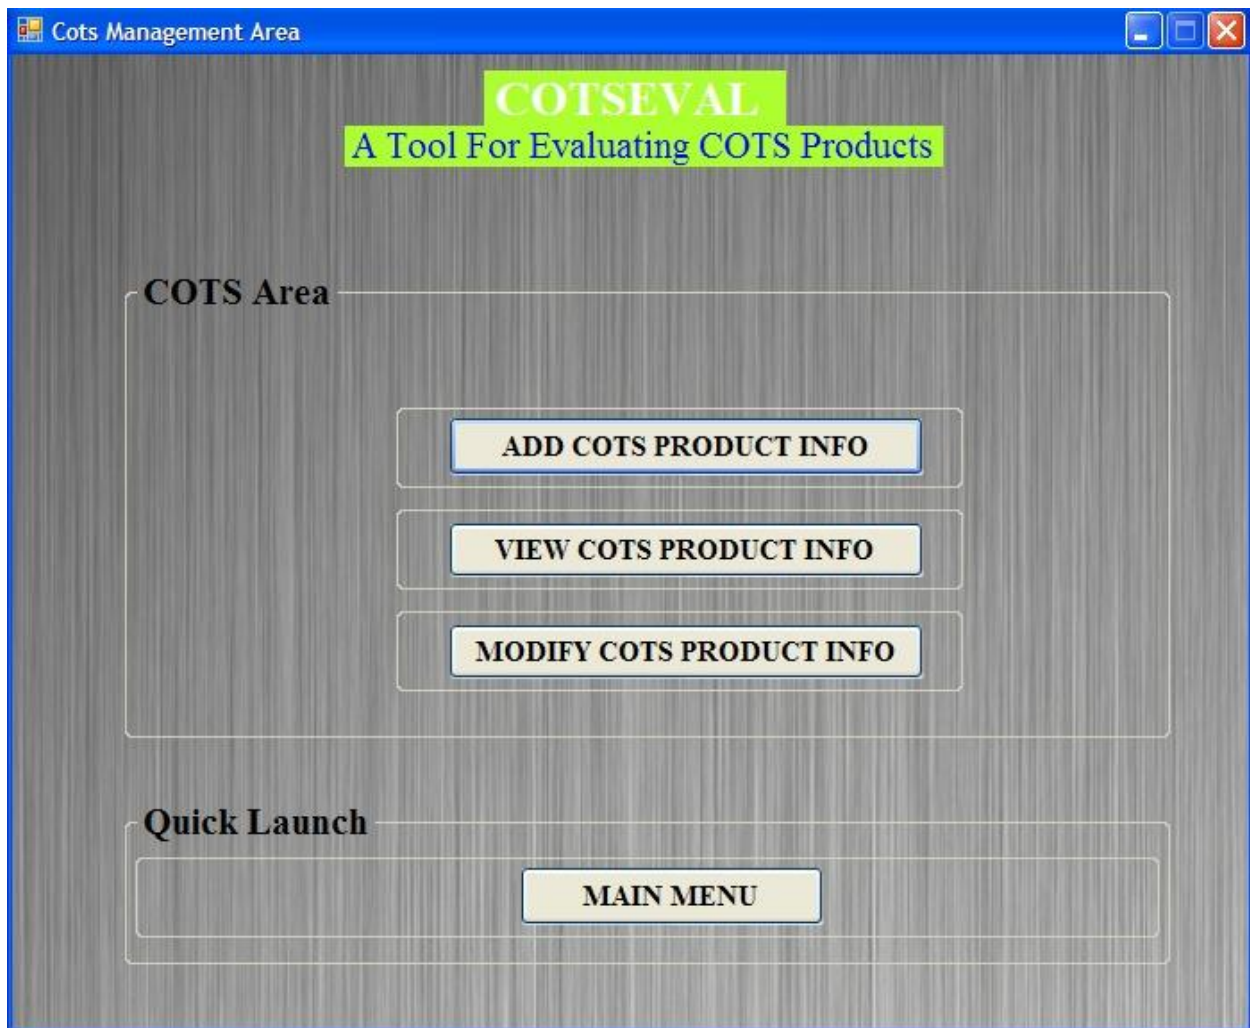 Cots Management Area
COTSEVAL
A Tool For Evaluating COTS Products
COTS Area
ADD COTS PRODUCT INFO
VIEW COTS PRODUCT INFO
MODIFY COTS PRODUCT INFO
Quick Launch
MAIN MENU